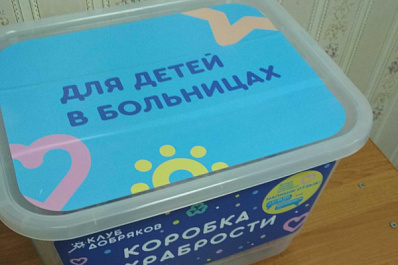 ДЛЯ ДЕТЕЙ
В БОЛЬНИЦАХ
КЛУБ
ДОБРЯКОВ
КОРОБКА
ХРАБРОСТИ